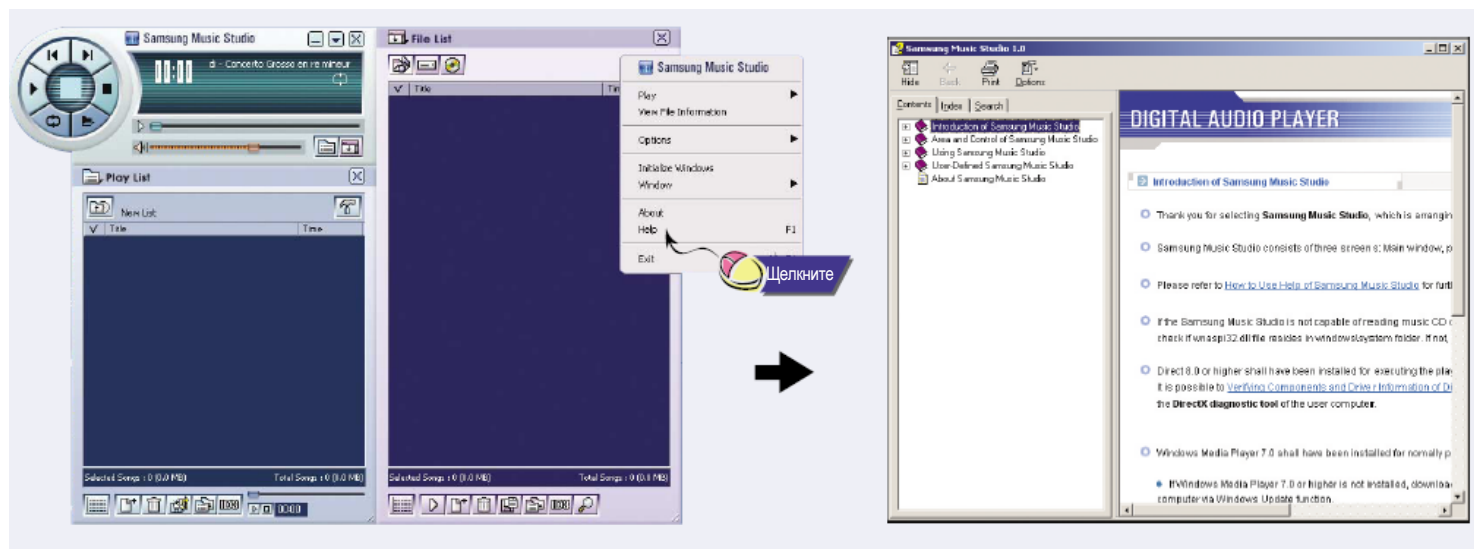 Samsung Music Studio
di - Concerto Grosso en re mineur
Play List
New List
V Title Time
Selected Songs : 0 (0.0 MB) Total Songs : 0 (0.0 MB)
00:00
File List
V Title
Selected Songs : 0 (0.0 MB) Total Songs : 0 (0.0 MB)
Samsung Music Studio
Play
View File Information
Options
Initialize Windows
Window
About
Help F1
Exit
Щелкните
Samsung Music Studio 1.0
Hide Back Print Options
Contents Index Search
Introduction of Samsung Music Studio
Area and Control of Samsung Music Studio
Using Samsung Music Studio
User-Defined Samsung Music Studio
About Samsung Music Studio
DIGITAL AUDIO PLAYER
Introduction of Samsung Music Studio
Thank you for selecting Samsung Music Studio, which is arrangin
Samsung Music Studio consists of three screen s: Main window, p
Please refer to How to Use Help of Samsung Music Studio for furt
If the Samsung Music Studio is not capable of reading music CD
check if wnaspi32.dll file resides in windows\system folder. If not,
Direct 8.0 or higher shall have been installed for executing the play
It is possible to Verifying Components and Driver Information of Di
the DirectX diagnostic tool of the user computer.
Windows Media Player 7.0 shall have been installed for normally p
If Windows Media Player 7.0 or higher is not installed, downloa
computer via Windows Update function.